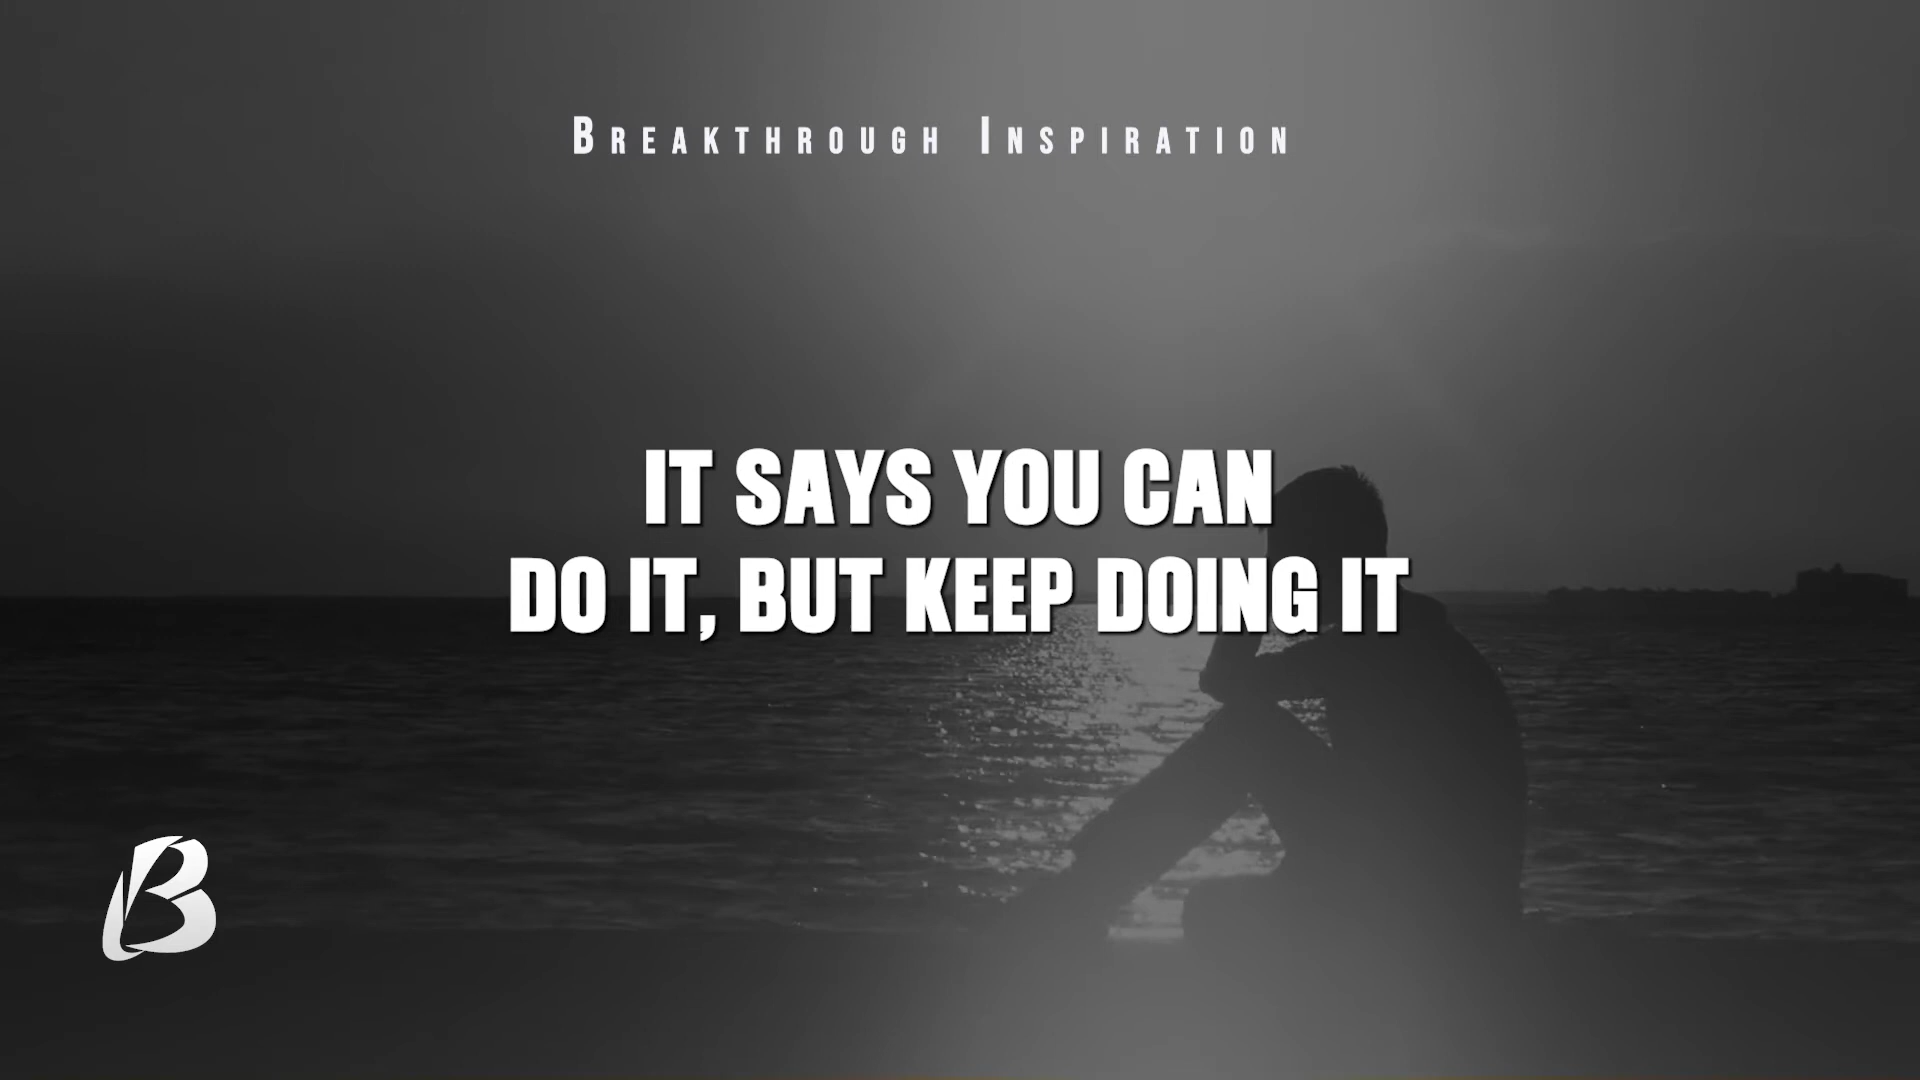 Breakthrough Inspiration
IT SAYS YOU CAN
DO IT, BUT KEEP DOING IT
B